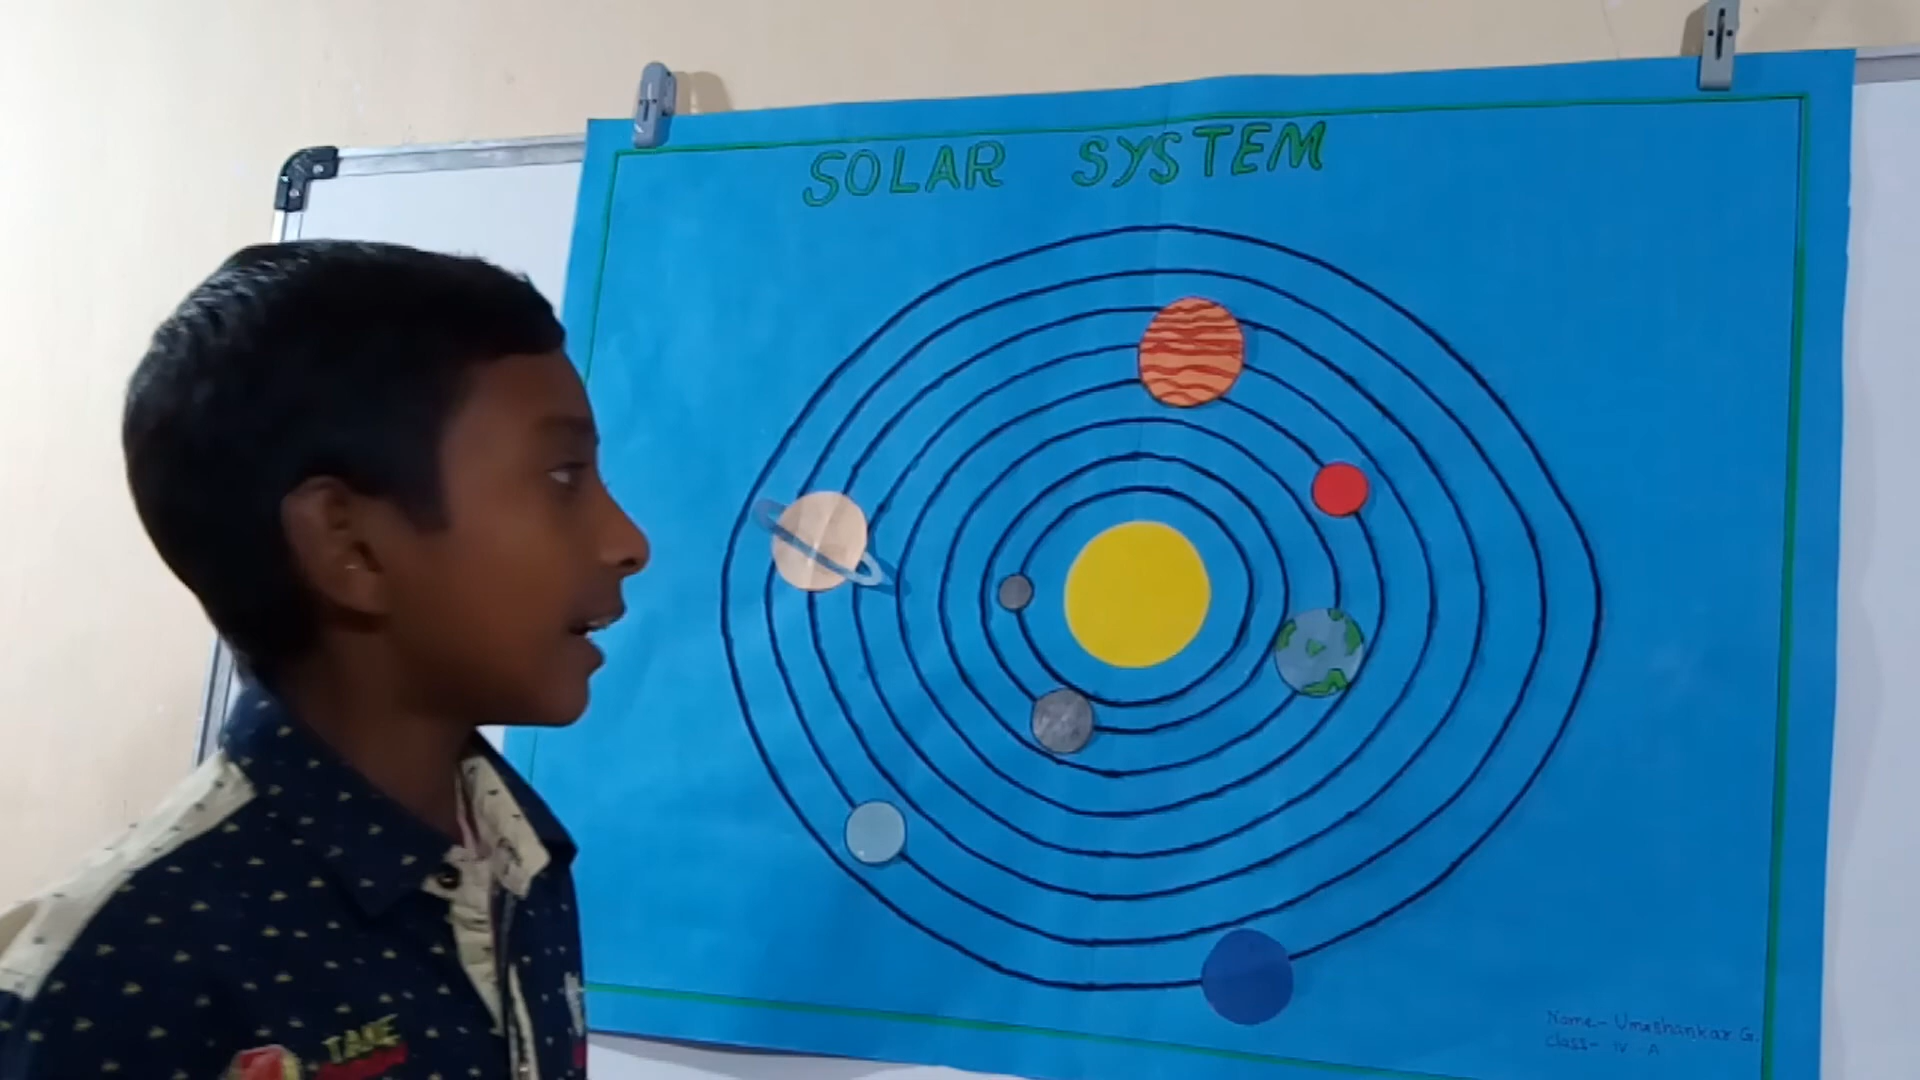 SOLAR SYSTEM
Name- Umashankar G.
Class- IV A
TAKE